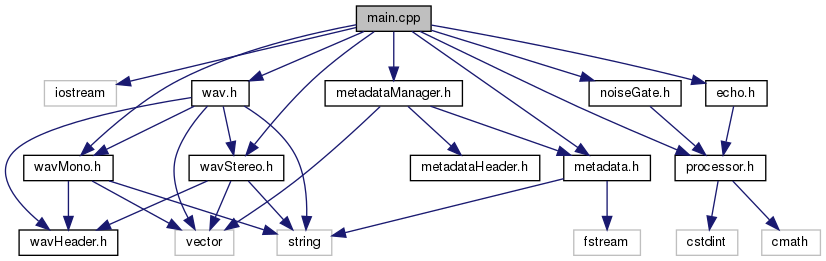 main.cpp
iostream
wav.h
metadataManager.h
noiseGate.h
echo.h
wavMono.h
wavStereo.h
metadataHeader.h
metadata.h
processor.h
wavHeader.h
vector
string
fstream
cstdint
cmath